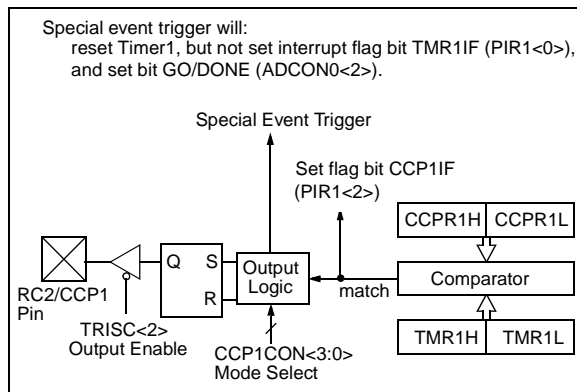 Special event trigger will:
reset Timer1, but not set interrupt flag bit TMR1IF (PIR1<0>),
and set bit GO/DONE (ADCON0<2>).
Special Event Trigger
Set flag bit CCP1IF
(PIR1<2>)
CCPR1H CCPR1L
Q S Output
Logic
R
match
Comparator
RC2/CCP1
Pin
TRISC<2>
Output Enable
CCP1CON<3:0>
Mode Select
TMR1H TMR1L